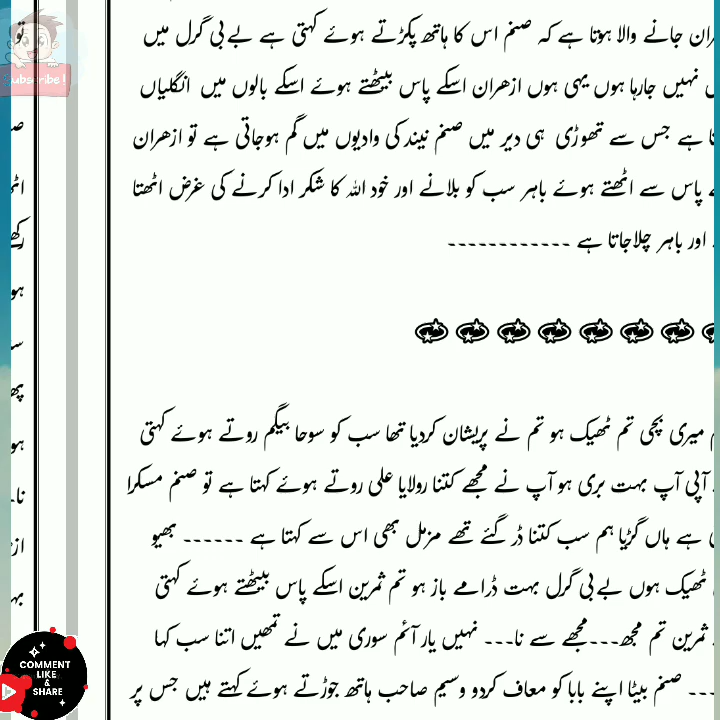 جانے والا ہوتا ہے کہ صنم اس کا ہاتھ پکڑتے ہوئے کہتی ہے بے بی گرل میں
نہیں جارہا ہوں یہی ہوں ازھران اسکے پاس بیٹھتے ہوئے اسکے بالوں میں انگلیاں
ہے جس سے تھوڑی ہی دیر میں صنم نیند کی وادیوں میں گم ہوجاتی ہے تو ازھران
پاس سے اٹھتے ہوئے باہر سب کو بلانے اور خود اللہ کا شکر ادا کرنے کی غرض اٹھتا
اور باہر چلاجاتا ہے ------------
میری بچی تم ٹھیک ہو تم نے پریشان کردیا تھا سب کو سوحا بیگم روتے ہوئے کہتی
آپی آپ بہت بری ہو آپ نے مجھے کتنا رولایا علی روتے ہوئے کہتا ہے تو صنم مسکرا
ہے ہاں گڑیا ہم سب کتنا ڈر گئے تھے مزمل بھی اس سے کہتا ہے ------ بھیو
ٹھیک ہوں بے بی گرل بہت ڈرامے باز ہو تم ثمرین اسکے پاس بیٹھتے ہوئے کہتی
ثمرین تم مجھ---مجھے سے نا--- نہیں یار آئم سوری میں نے تمھیں اتنا سب کہا
--- صنم بیٹا اپنے بابا کو معاف کردو وسیم صاحب ہاتھ جوڑتے ہوئے کہتے ہیں جس پر
Subscribe!
COMMENT
LIKE
&
SHARE